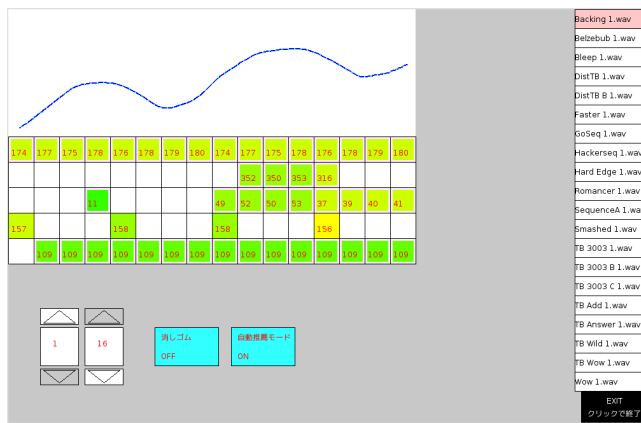 174 177 175 178 176 178 179 180 174 177 175 178 176 178 179 180
352 350 353 316
11 49 52 50 53 37 39 40 41
157 158 158 156
109 109 109 109 109 109 109 109 109 109 109 109 109 109 109
1 16
消しゴム
OFF
自動推薦モード
ON
Backing 1.wav
Belzebub 1.wav
Bleep 1.wav
DistTB 1.wav
DistTB B 1.wav
Faster 1.wav
GoSeq 1.wav
Hackerseq 1.wav
Hard Edge 1.wav
Romancer 1.wav
SequenceA 1.wav
Smashed 1.wav
TB 3003 1.wav
TB 3003 B 1.wav
TB 3003 C 1.wav
TB Add 1.wav
TB Answer 1.wav
TB Wild 1.wav
TB Wow 1.wav
Wow 1.wav
EXIT
クリックで終了